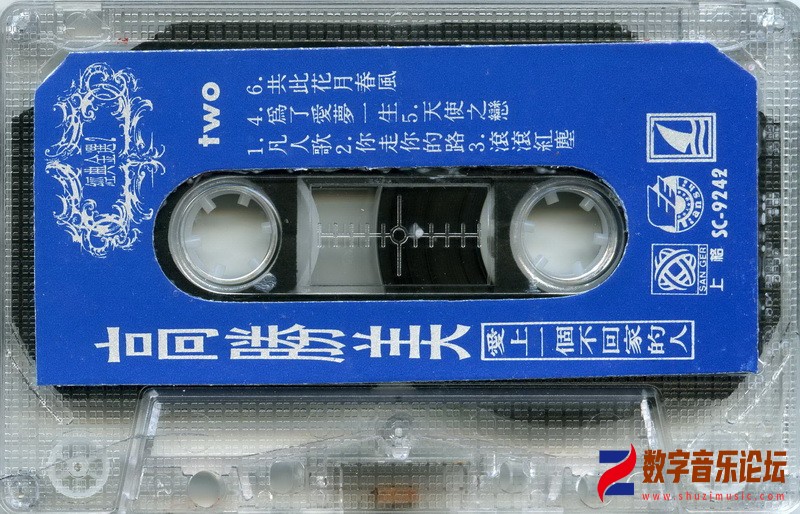 two
1.凡人歌 2.你走你的路 3.滾滾紅塵
4.為了愛夢一生 5.天使之戀
6.共此花月春風
SAN GER
上格
SC-9242
高勝美
愛上一個不回家的人
数字音乐论坛
www.shuzimusic.com